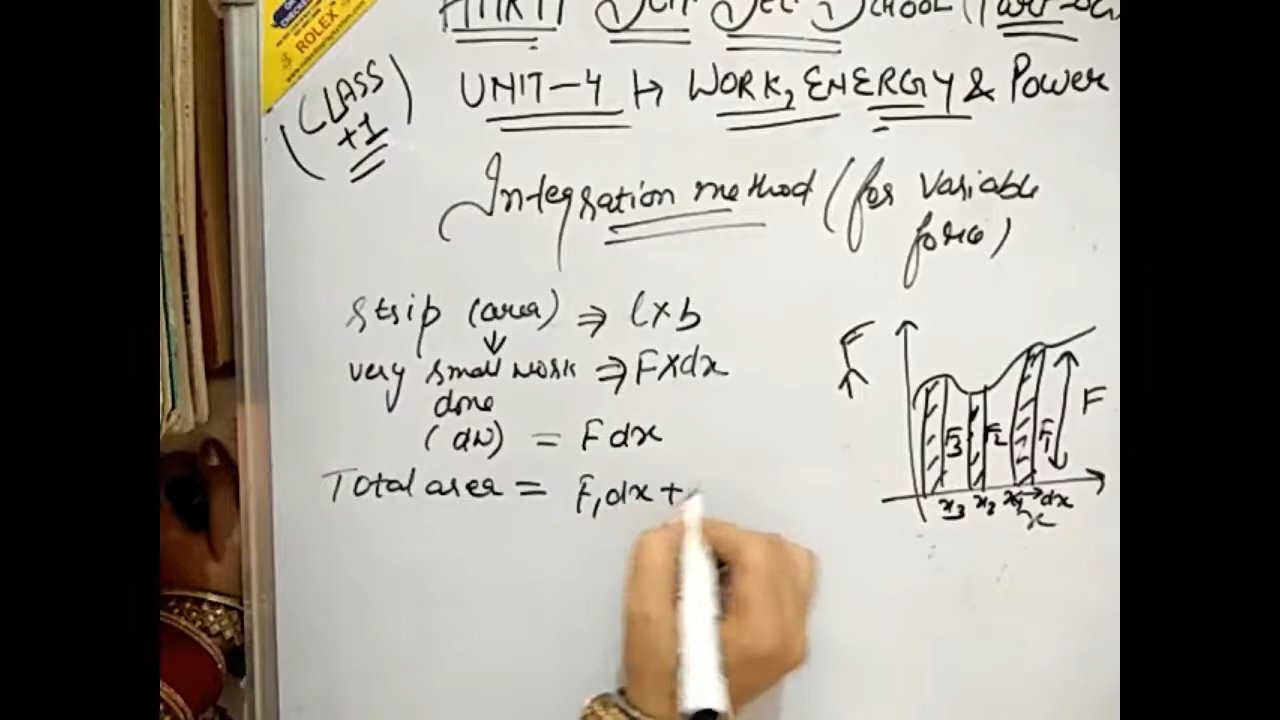 ROLEX
(CLASS
+1)
UNIT-4 → WORK, ENERGY & Power
Integration method (for variable
force)
strip (area) ⇒ l×b
↓
very small work ⇒ F×dx
done
(dW) = Fdx
Total area = F₁dx +
F
↑
F
F₃ F₂ F₁
x₃ x₂ x₁ → dx
x